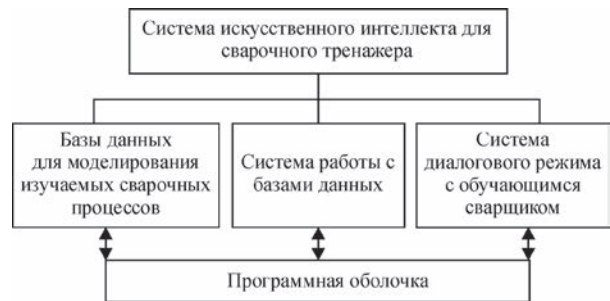 Система искусственного интеллекта для
сварочного тренажера
Базы данных
для моделирования
изучаемых сварочных
процессов
Система работы с
базами данных
Система
диалогового режима
с обучающимся
сварщиком
Программная оболочка